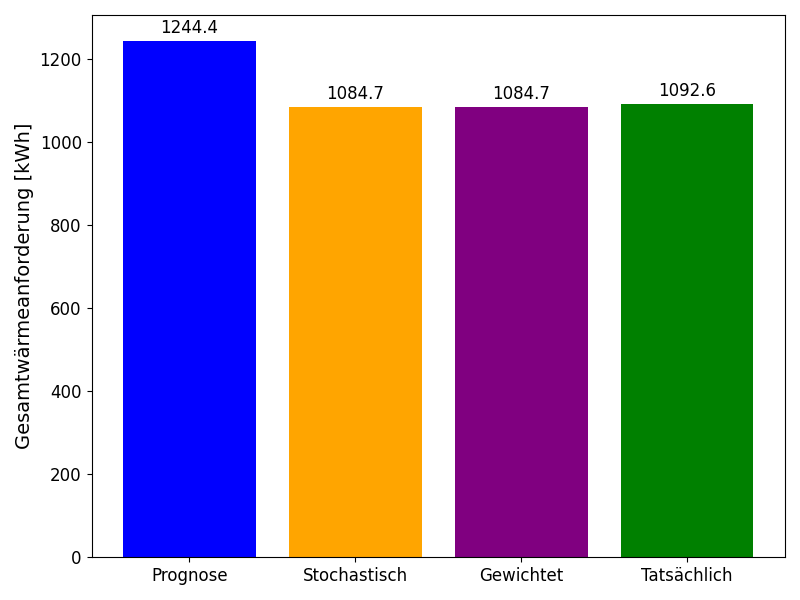 1244.4
1084.7
1084.7
1092.6
Gesamtwärmeanforderung [kWh]
1200
1000
800
600
400
200
0
Prognose
Stochastisch
Gewichtet
Tatsächlich